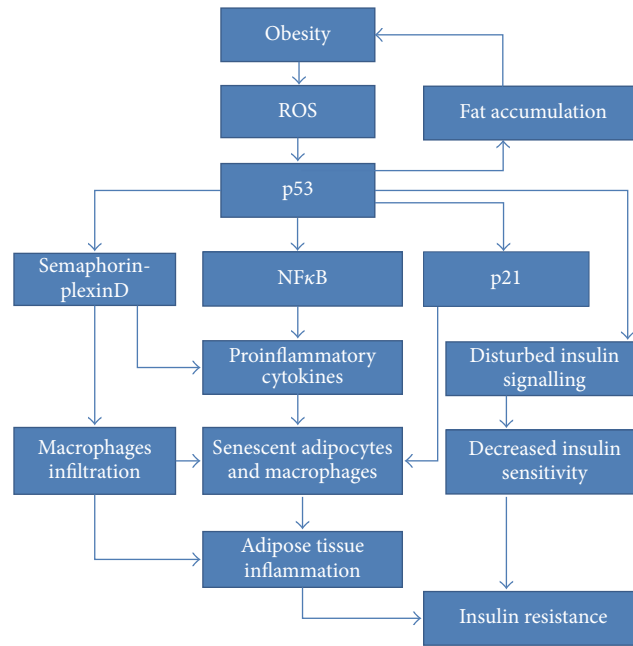 Obesity
ROS
Fat accumulation
p53
Semaphorin-
plexinD
NFκB
p21
Proinflammatory
cytokines
Disturbed insulin
signalling
Macrophages
infiltration
Senescent adipocytes
and macrophages
Decreased insulin
sensitivity
Adipose tissue
inflammation
Insulin resistance